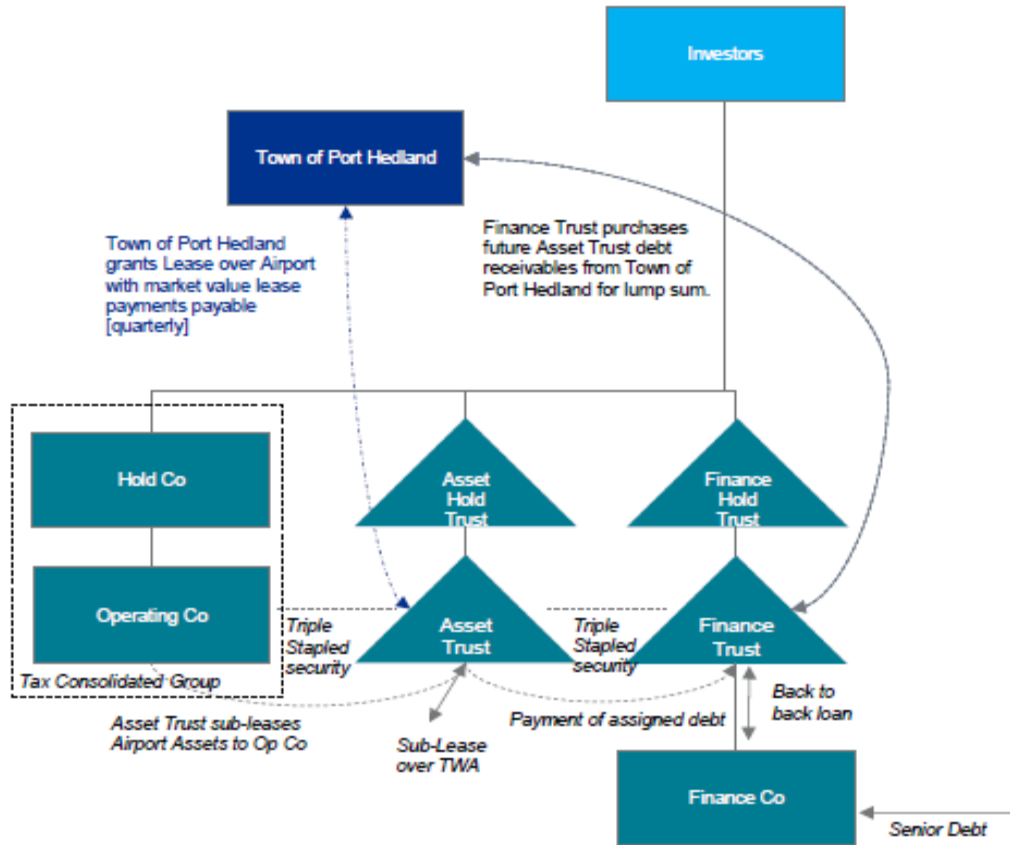 Investors
Town of Port Hedland
Town of Port Hedland
grants Lease over Airport
with market value lease
payments payable
[quarterly]
Finance Trust purchases
future Asset Trust debt
receivables from Town of
Port Hedland for lump sum.
Hold Co
Asset
Hold
Trust
Finance
Hold
Trust
Operating Co
Triple
Stapled
security
Asset
Trust
Triple
Stapled
security
Finance
Trust
Tax Consolidated Group
Asset Trust sub-leases
Airport Assets to Op Co
Sub-Lease
over TWA
Payment of assigned debt
Back to
back loan
Finance Co
Senior Debt